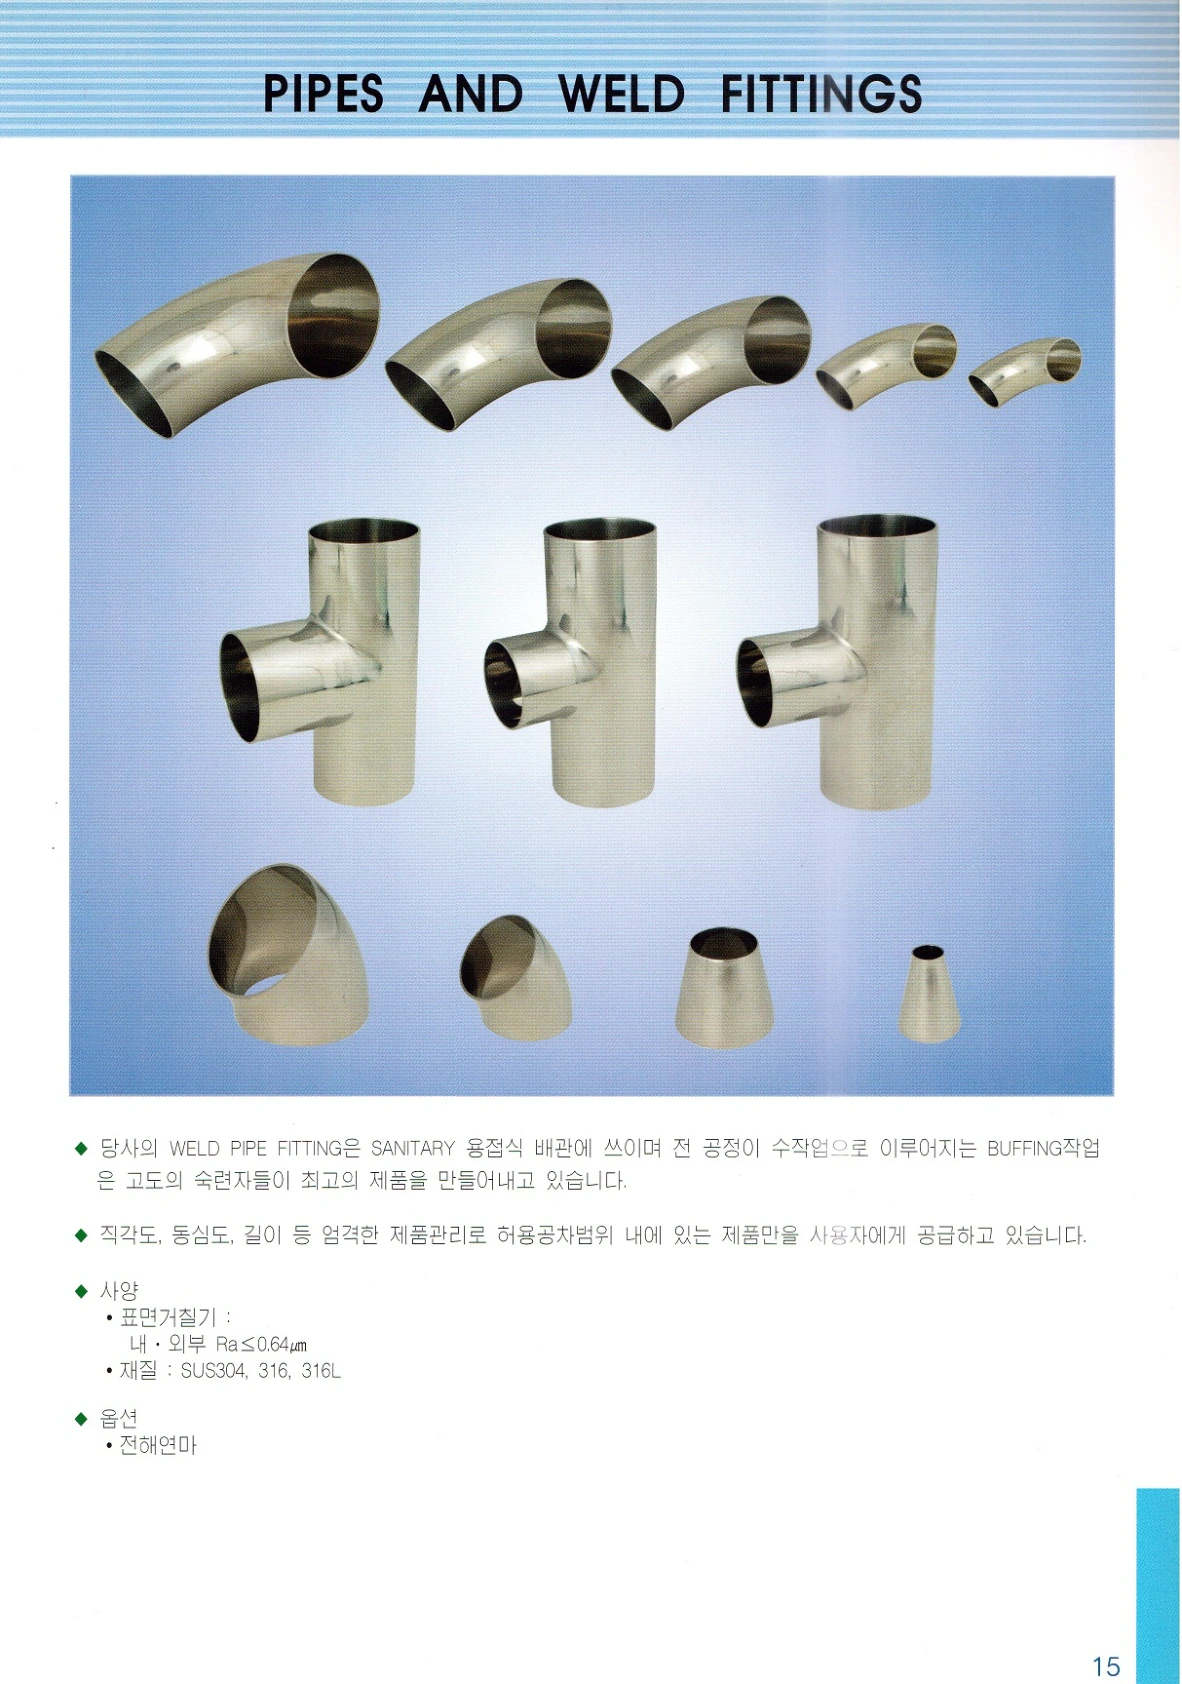 PIPES AND WELD FITTINGS
◆ 당사의 WELD PIPE FITTING은 SANITARY 용접식 배관에 쓰이며 전 공정이 수작업으로 이루어지는 BUFFING작업
은 고도의 숙련자들이 최고의 제품을 만들어내고 있습니다.
◆ 직각도, 동심도, 길이 등 엄격한 제품관리로 허용공차범위 내에 있는 제품만을 사용자에게 공급하고 있습니다.
◆ 사양
• 표면거칠기 :
내 · 외부 Ra≤0.64㎛
• 재질 : SUS304, 316, 316L
◆ 옵션
• 전해연마
15